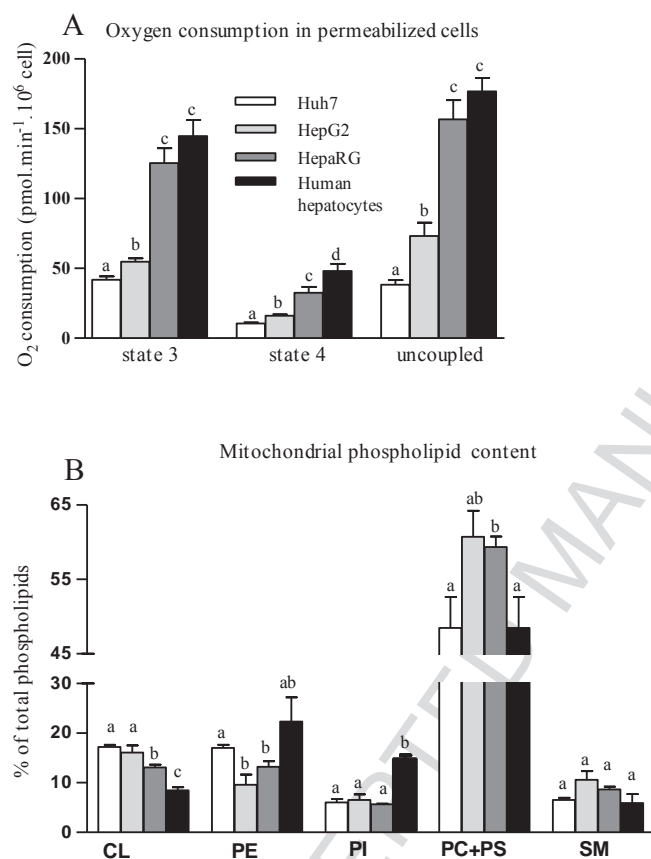 A Oxygen consumption in permeabilized cells
O₂ consumption (pmol.min⁻¹.10⁶ cell)
200
150
100
50
0
Huh7
HepG2
HepaRG
Human
hepatocytes
a b c c
a b c d
a b c c
state 3 state 4 uncoupled
B Mitochondrial phospholipid content
% of total phospholipids
65
55
45
30
20
10
0
a a b c
a b b ab
a a a b
a ab b a
a a a a
CL PE PI PC+PS SM